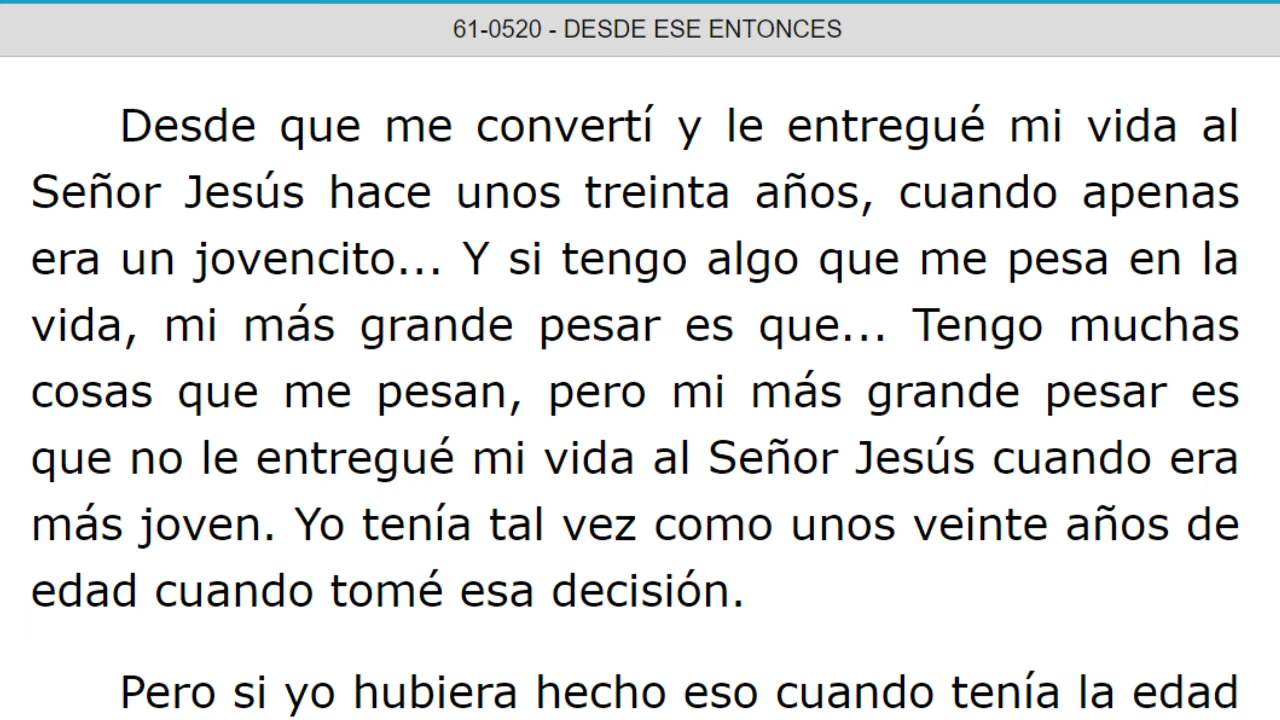 61-0520 - DESDE ESE ENTONCES
Desde que me convertí y le entregué mi vida al
Señor Jesús hace unos treinta años, cuando apenas
era un jovencito... Y si tengo algo que me pesa en la
vida, mi más grande pesar es que... Tengo muchas
cosas que me pesan, pero mi más grande pesar es
que no le entregué mi vida al Señor Jesús cuando era
más joven. Yo tenía tal vez como unos veinte años de
edad cuando tomé esa decisión.
Pero si yo hubiera hecho eso cuando tenía la edad